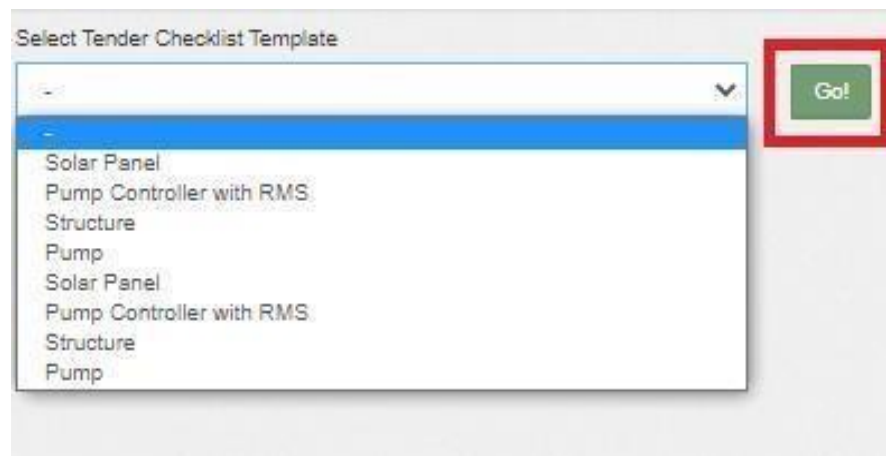 Select Tender Checklist Template
-
Go!
-
Solar Panel
Pump Controller with RMS
Structure
Pump
Solar Panel
Pump Controller with RMS
Structure
Pump